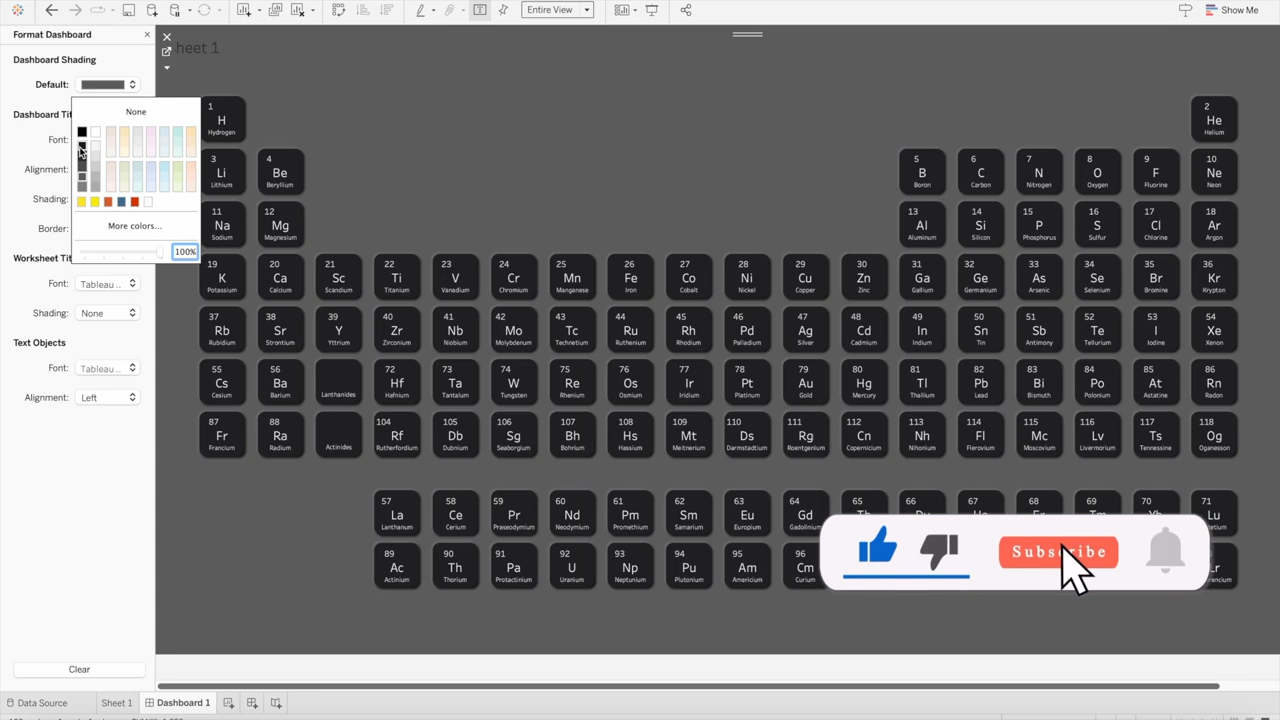 Entire View
Show Me
Format Dashboard
Sheet 1
Dashboard Shading
Default:
None
Font:
Alignment:
Shading:
Border:
More colors...
100%
Font: Tableau ..
Shading: None
Text Objects
Font: Tableau ..
Alignment: Left
Clear
Data Source
Sheet 1
Dashboard 1
1 2
H He
Hydrogen Helium
3 4 5 6 7 8 9 10
Li Be B C N O F Ne
Lithium Beryllium Boron Carbon Nitrogen Oxygen Fluorine Neon
11 12 13 14 15 16 17 18
Na Mg Al Si P S Cl Ar
Sodium Magnesium Aluminum Silicon Phosphorus Sulfur Chlorine Argon
19 20 21 22 23 24 25 26 27 28 29 30 31 32 33 34 35 36
K Ca Sc Ti V Cr Mn Fe Co Ni Cu Zn Ga Ge As Se Br Kr
Potassium Calcium Scandium Titanium Vanadium Chromium Manganese Iron Cobalt Nickel Copper Zinc Gallium Germanium Arsenic Selenium Bromine Krypton
37 38 39 40 41 42 43 44 45 46 47 48 49 50 51 52 53 54
Rb Sr Y Zr Nb Mo Tc Ru Rh Pd Ag Cd In Sn Sb Te I Xe
Rubidium Strontium Yttrium Zirconium Niobium Molybdenum Technetium Ruthenium Rhodium Palladium Silver Cadmium Indium Tin Antimony Tellurium Iodine Xenon
55 56 72 73 74 75 76 77 78 79 80 81 82 83 84 85 86
Cs Ba Hf Ta W Re Os Ir Pt Au Hg Tl Pb Bi Po At Rn
Cesium Barium Lanthanides Hafnium Tantalum Tungsten Rhenium Osmium Iridium Platinum Gold Mercury Thallium Lead Bismuth Polonium Astatine Radon
87 88 104 105 106 107 108 109 110 111 112 113 114 115 116 117 118
Fr Ra Rf Db Sg Bh Hs Mt Ds Rg Cn Nh Fl Mc Lv Ts Og
Francium Radium Actinides Rutherfordium Dubnium Seaborgium Bohrium Hassium Meitnerium Darmstadtium Roentgenium Copernicium Nihonium Flerovium Moscovium Livermorium Tennessine Oganesson
57 58 59 60 61 62 63 64 65 66 67 68 69 70 71
La Ce Pr Nd Pm Sm Eu Gd Lu
Lanthanum Cerium Praseodymium Neodymium Promethium Samarium Europium Gadolinium
89 90 91 92 93 94 95 96
Ac Th Pa U Np Pu Am Cm
Actinium Thorium Protactinium Uranium Neptunium Plutonium Americium Curium
Subscribe